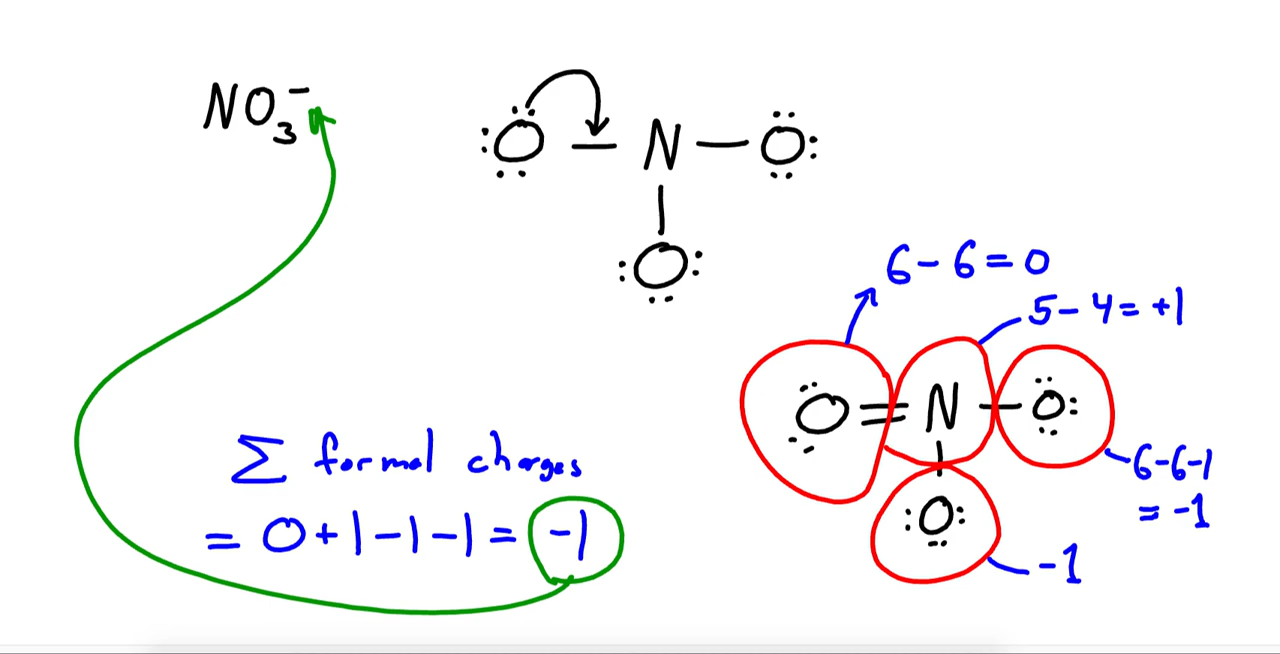 NO₃⁻
:Ö — N — Ö:
|
:O:
6 - 6 = 0
5 - 4 = +1
Ö = N - Ö:
|
:O:
6-6-1
= -1
-1
Σ formal charges
= 0 + 1 - 1 - 1 = -1